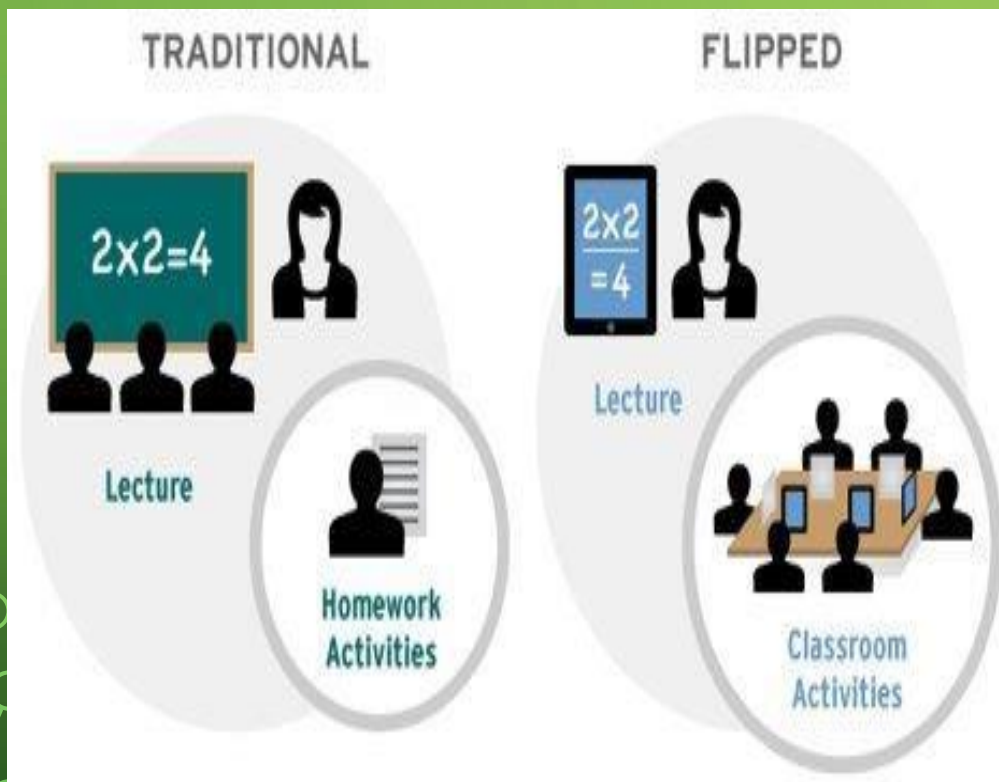 TRADITIONAL
2x2=4
Lecture
Homework
Activities
FLIPPED
2x2
=4
Lecture
Classroom
Activities